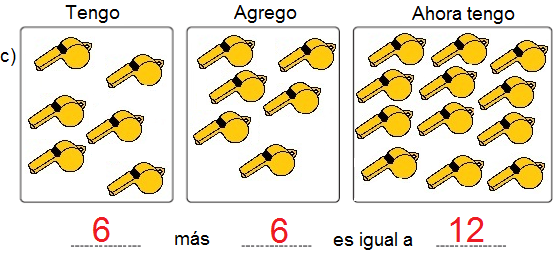 Tengo Agrego Ahora tengo
c)
6 más 6 es igual a 12